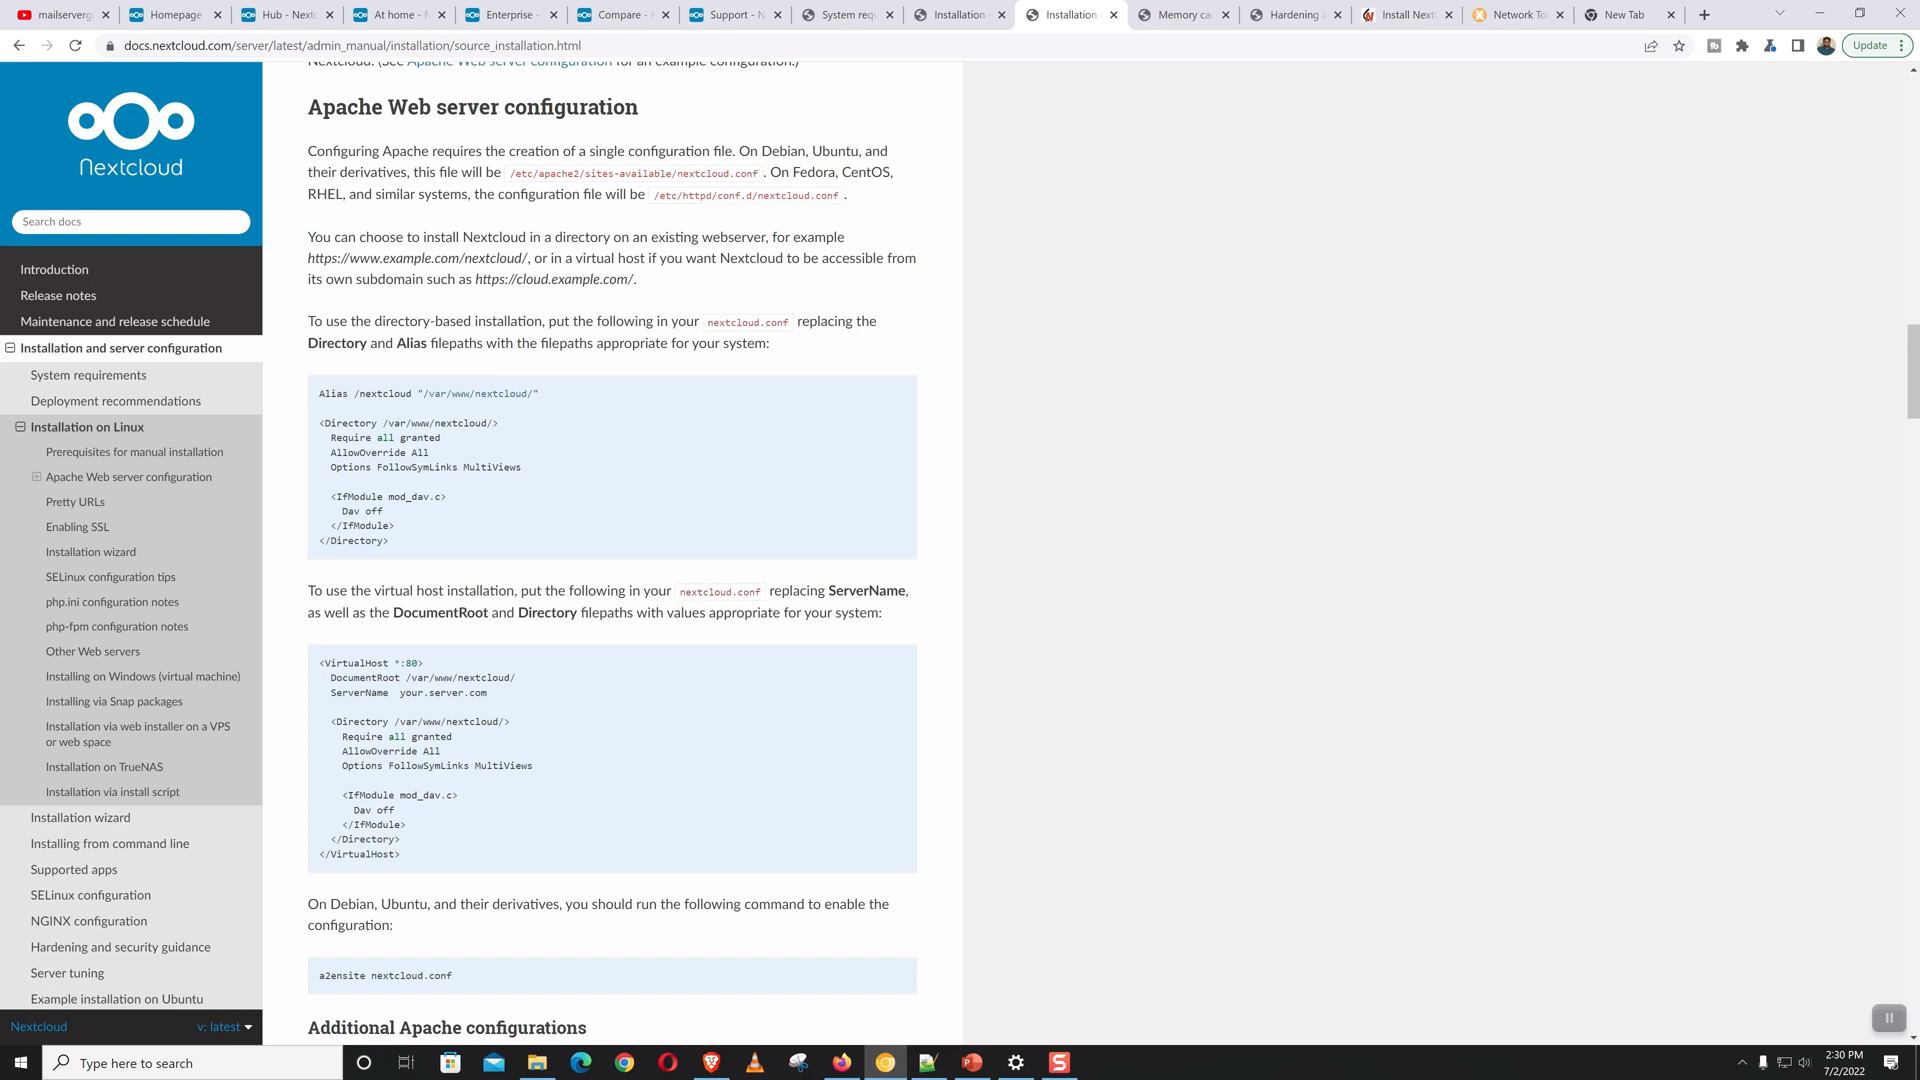 mailserverg
Homepage
Hub - Nextc
At home - N
Enterprise -
Compare - N
Support - N
System requ
Installation
Installation
Memory cac
Hardening a
Install Next
Network To
New Tab
docs.nextcloud.com/server/latest/admin_manual/installation/source_installation.html
Update
Nextcloud
Search docs
Introduction
Release notes
Maintenance and release schedule
Installation and server configuration
System requirements
Deployment recommendations
Installation on Linux
Prerequisites for manual installation
Apache Web server configuration
Pretty URLs
Enabling SSL
Installation wizard
SELinux configuration tips
php.ini configuration notes
php-fpm configuration notes
Other Web servers
Installing on Windows (virtual machine)
Installing via Snap packages
Installation via web installer on a VPS
or web space
Installation on TrueNAS
Installation via install script
Installation wizard
Installing from command line
Supported apps
SELinux configuration
NGINX configuration
Hardening and security guidance
Server tuning
Example installation on Ubuntu
Nextcloud
v: latest
Nextcloud. (See Apache Web server configuration for an example configuration.)
Apache Web server configuration
Configuring Apache requires the creation of a single configuration file. On Debian, Ubuntu, and
their derivatives, this file will be /etc/apache2/sites-available/nextcloud.conf . On Fedora, CentOS,
RHEL, and similar systems, the configuration file will be /etc/httpd/conf.d/nextcloud.conf .
You can choose to install Nextcloud in a directory on an existing webserver, for example
https://www.example.com/nextcloud/, or in a virtual host if you want Nextcloud to be accessible from
its own subdomain such as https://cloud.example.com/.
To use the directory-based installation, put the following in your nextcloud.conf replacing the
Directory and Alias filepaths with the filepaths appropriate for your system:
Alias /nextcloud "/var/www/nextcloud/"
<Directory /var/www/nextcloud/>
Require all granted
AllowOverride All
Options FollowSymLinks MultiViews
<IfModule mod_dav.c>
Dav off
</IfModule>
</Directory>
To use the virtual host installation, put the following in your nextcloud.conf replacing ServerName,
as well as the DocumentRoot and Directory filepaths with values appropriate for your system:
<VirtualHost *:80>
DocumentRoot /var/www/nextcloud/
ServerName your.server.com
<Directory /var/www/nextcloud/>
Require all granted
AllowOverride All
Options FollowSymLinks MultiViews
<IfModule mod_dav.c>
Dav off
</IfModule>
</Directory>
</VirtualHost>
On Debian, Ubuntu, and their derivatives, you should run the following command to enable the
configuration:
a2ensite nextcloud.conf
Additional Apache configurations
Type here to search
2:30 PM
7/2/2022